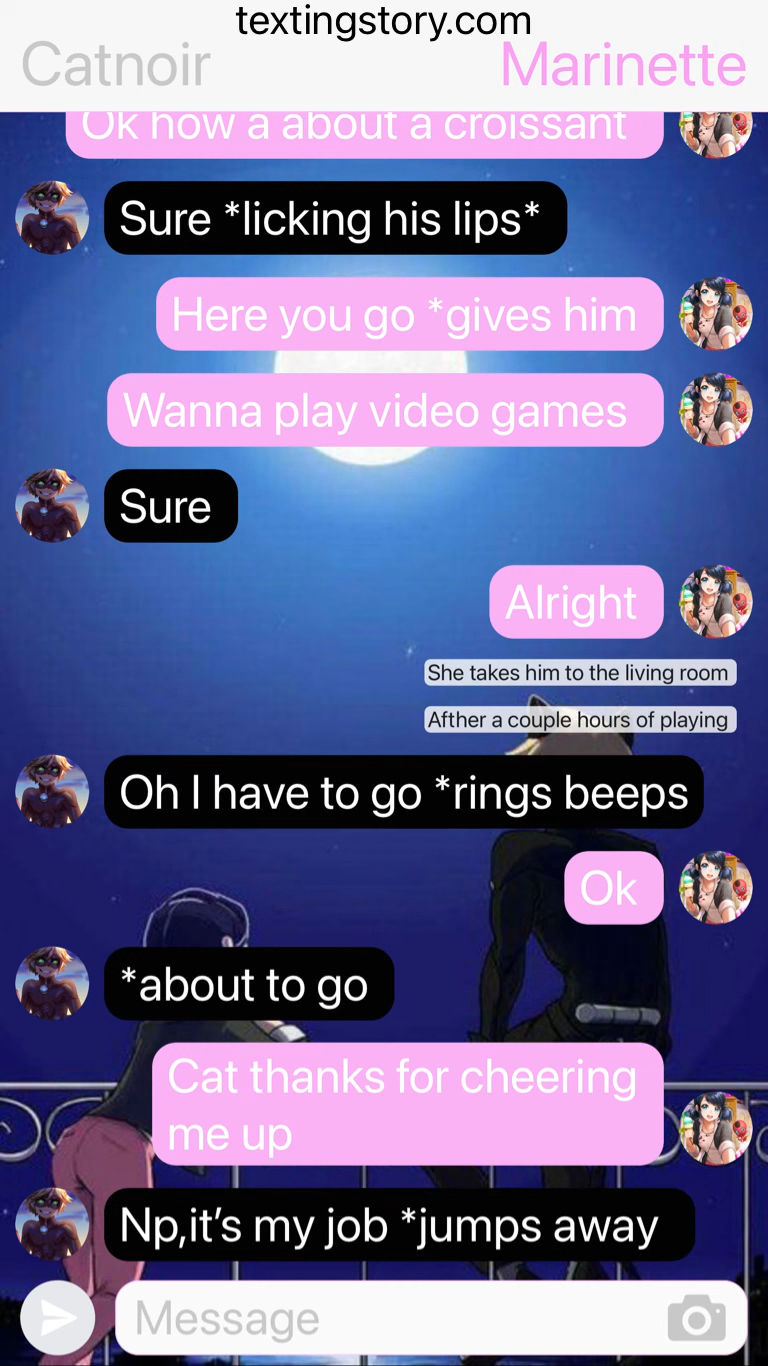 textingstory.com
Catnoir
Marinette
Ok how a about a croissant
Sure *licking his lips*
Here you go *gives him
Wanna play video games
Sure
Alright
She takes him to the living room
Afther a couple hours of playing
Oh I have to go *rings beeps
Ok
*about to go
Cat thanks for cheering
me up
Np,it’s my job *jumps away
Message